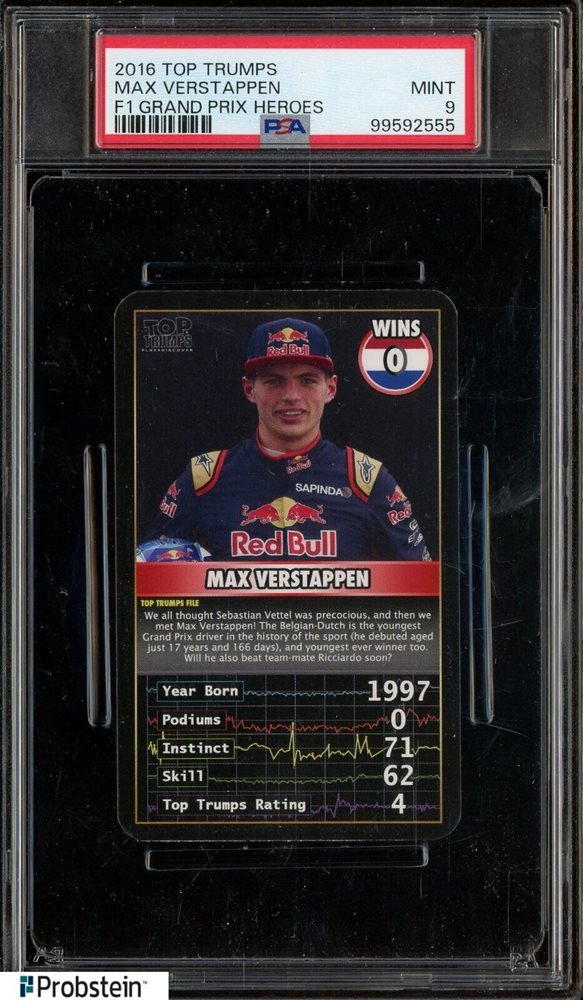 2016 TOP TRUMPS
MAX VERSTAPPEN MINT
F1 GRAND PRIX HEROES 9
PSA 99592555
TOP TRUMPS
WINS
0
Red Bull
Red Bull
SAPINDA
Red Bull
MAX VERSTAPPEN
TOP TRUMPS FILE
We all thought Sebastian Vettel was precocious, and then we
met Max Verstappen! The Belgian-Dutch is the youngest
Grand Prix driver in the history of the sport (he debuted aged
just 17 years and 166 days), and youngest ever winner too.
Will he also beat team-mate Ricciardo soon?
Year Born 1997
Podiums 0
Instinct 71
Skill 62
Top Trumps Rating 4
PSA
Probstein™